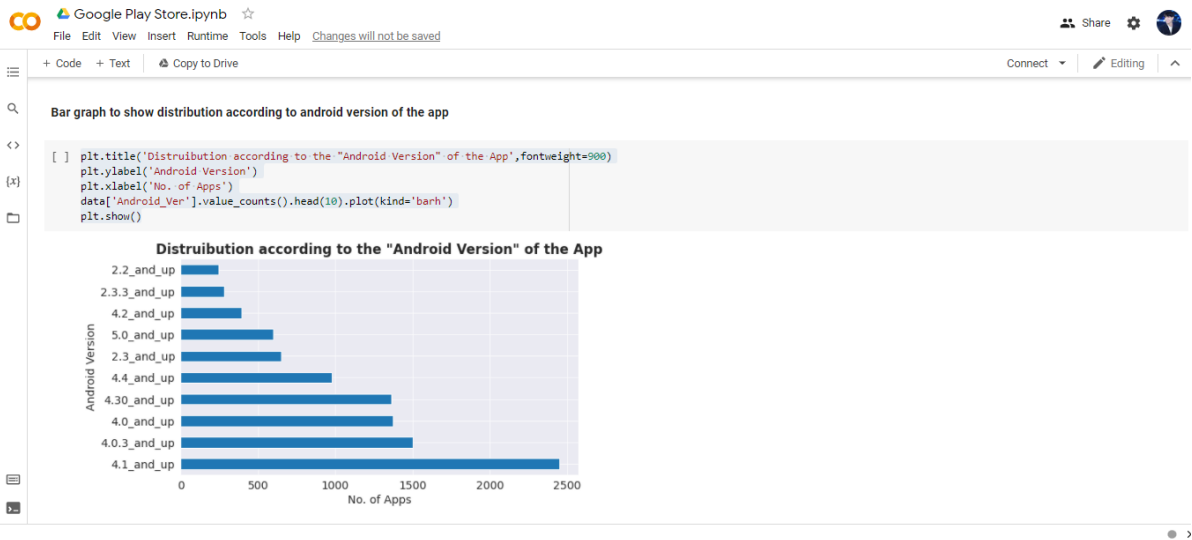 Google Play Store.ipynb
File Edit View Insert Runtime Tools Help Changes will not be saved
Share
+ Code + Text Copy to Drive
Connect Editing
Bar graph to show distribution according to android version of the app
[ ] plt.title('Distruibution according to the "Android Version" of the App',fontweight=900)
plt.ylabel('Android Version')
plt.xlabel('No. of Apps')
data['Android_Ver'].value_counts().head(10).plot(kind='barh')
plt.show()
Distruibution according to the "Android Version" of the App
Android Version
2.2_and_up
2.3.3_and_up
4.2_and_up
5.0_and_up
2.3_and_up
4.4_and_up
4.30_and_up
4.0_and_up
4.0.3_and_up
4.1_and_up
0 500 1000 1500 2000 2500
No. of Apps